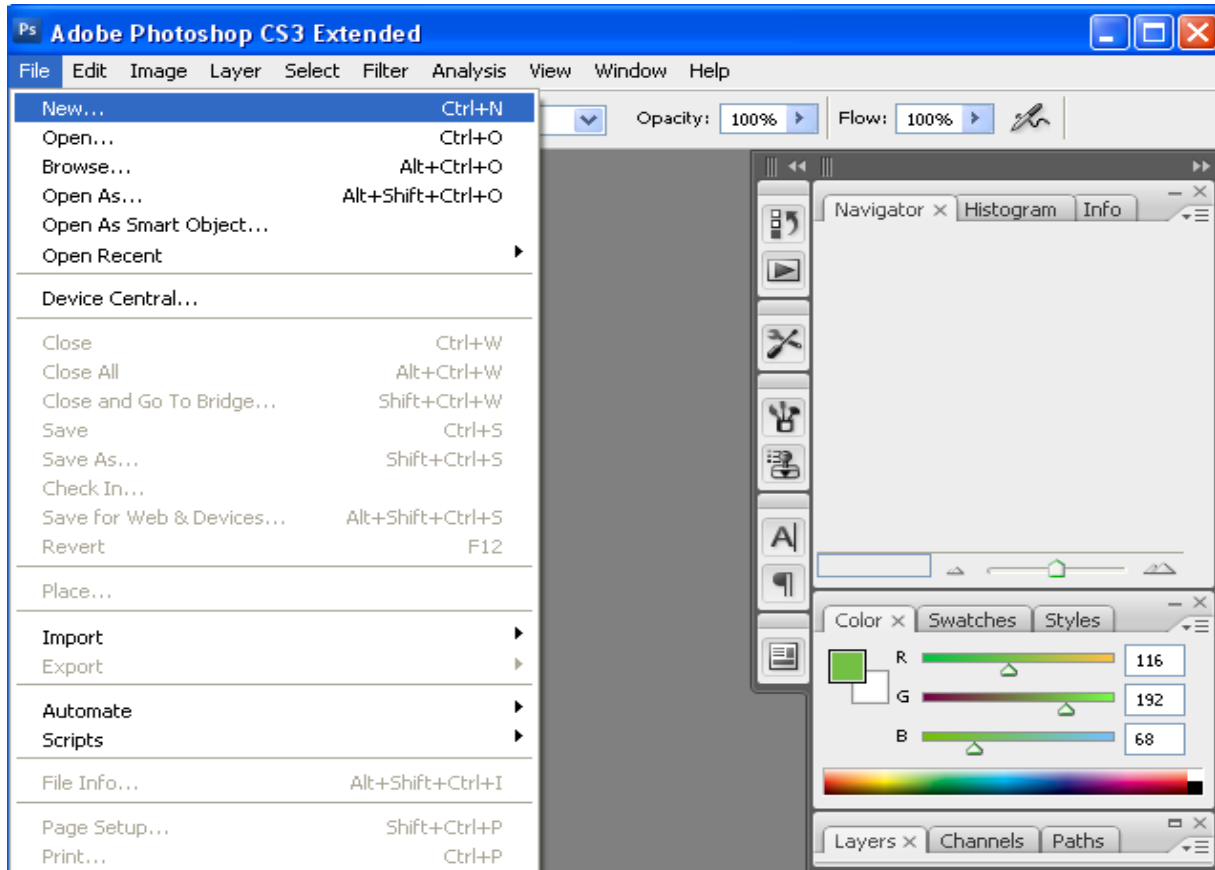 Ps Adobe Photoshop CS3 Extended
File Edit Image Layer Select Filter Analysis View Window Help
New... Ctrl+N
Open... Ctrl+O
Browse... Alt+Ctrl+O
Open As... Alt+Shift+Ctrl+O
Open As Smart Object...
Open Recent
Device Central...
Close Ctrl+W
Close All Alt+Ctrl+W
Close and Go To Bridge... Shift+Ctrl+W
Save Ctrl+S
Save As... Shift+Ctrl+S
Check In...
Save for Web & Devices... Alt+Shift+Ctrl+S
Revert F12
Place...
Import
Export
Automate
Scripts
File Info... Alt+Shift+Ctrl+I
Page Setup... Shift+Ctrl+P
Print... Ctrl+P
Opacity: 100% Flow: 100%
Navigator Histogram Info
Color Swatches Styles
R 116
G 192
B 68
Layers Channels Paths